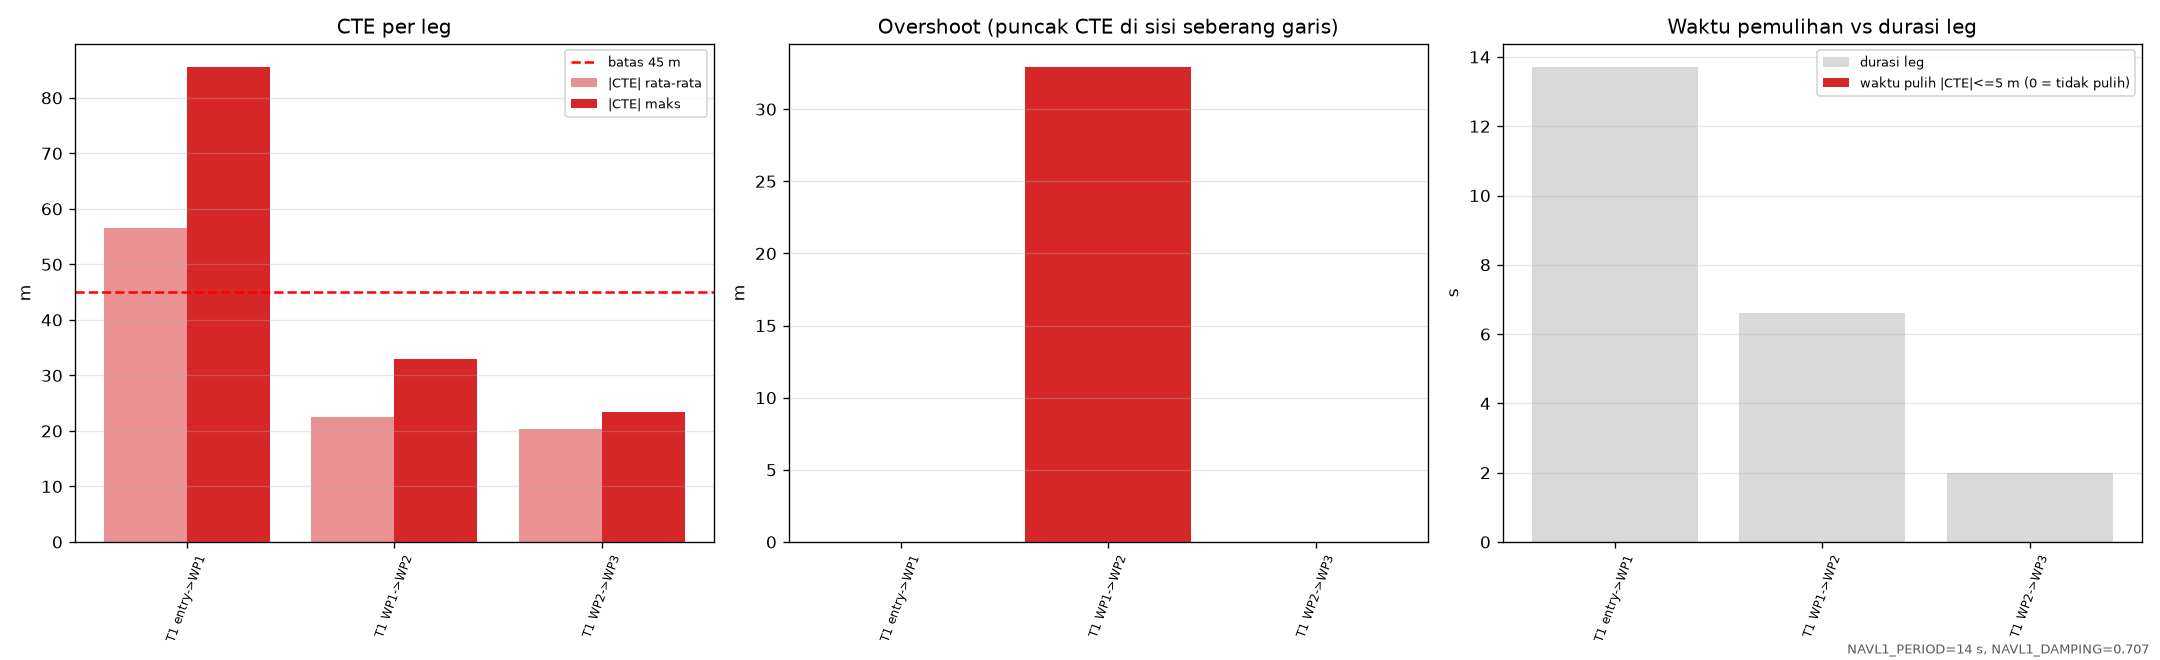 CTE per leg
batas 45 m
|CTE| rata-rata
|CTE| maks
80
70
60
50
40
30
20
10
0
m
T1 entry->WP1
T1 WP1->WP2
T1 WP2->WP3
Overshoot (puncak CTE di sisi seberang garis)
30
25
20
15
10
5
0
m
T1 entry->WP1
T1 WP1->WP2
T1 WP2->WP3
Waktu pemulihan vs durasi leg
durasi leg
waktu pulih |CTE|<=5 m (0 = tidak pulih)
14
12
10
8
6
4
2
0
s
T1 entry->WP1
T1 WP1->WP2
T1 WP2->WP3
NAVL1_PERIOD=14 s, NAVL1_DAMPING=0.707